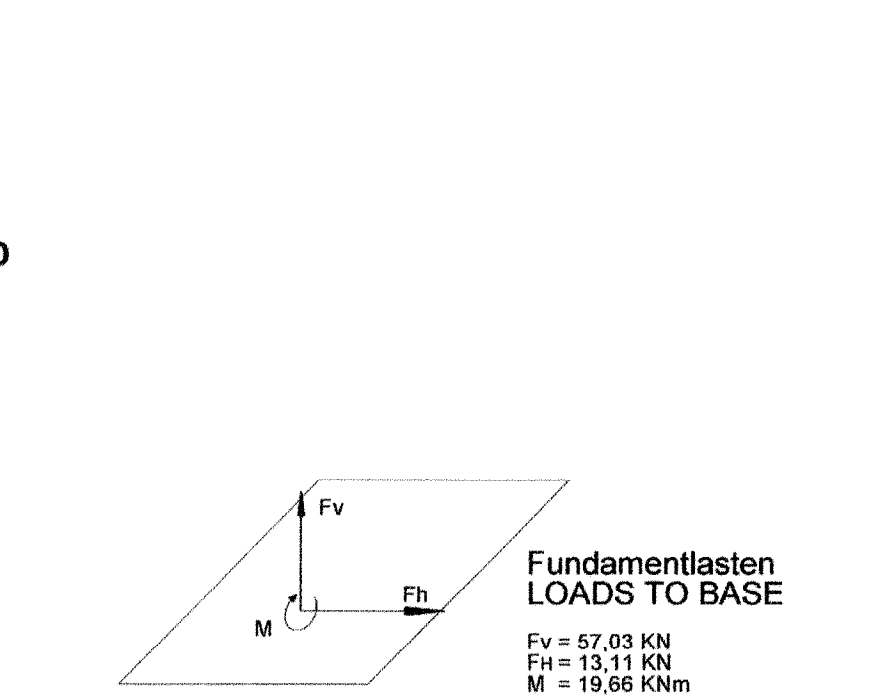 Fv
Fh
M
Fundamentlasten
LOADS TO BASE
Fv = 57,03 KN
FH = 13,11 KN
M = 19,66 KNm